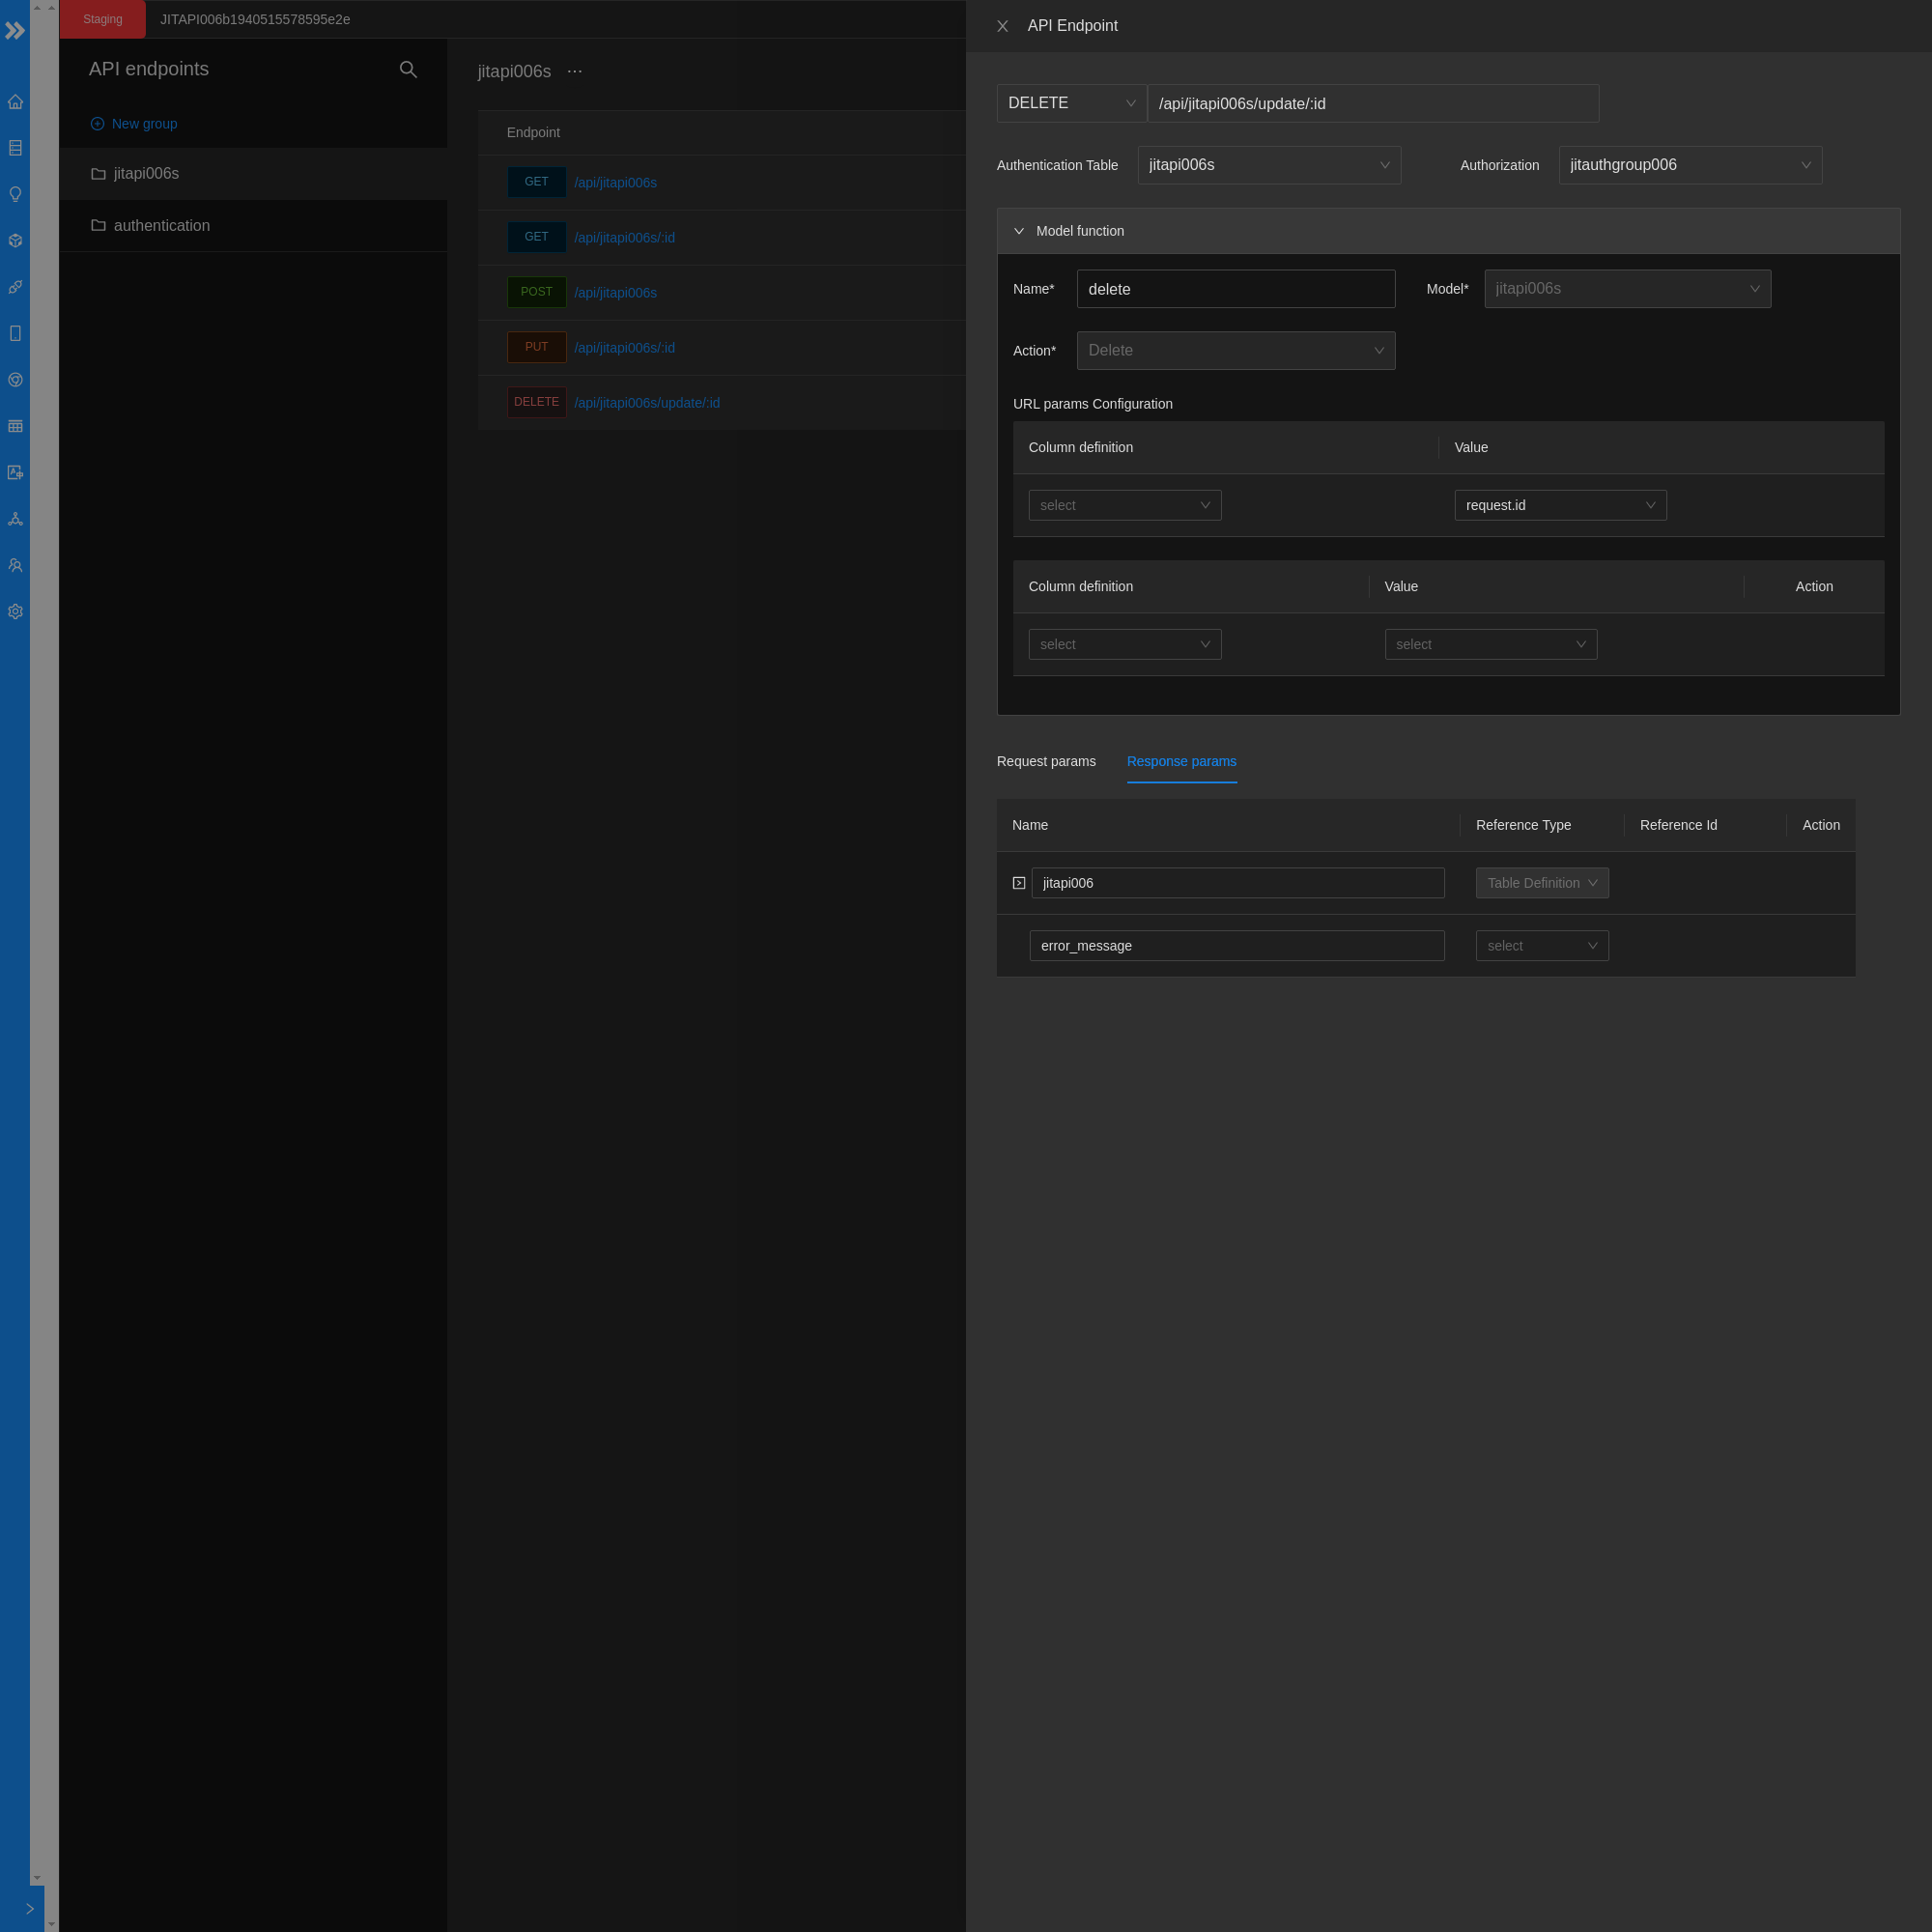 Staging
JITAPI006b1940515578595e2e
API endpoints
New group
jitapi006s
authentication
jitapi006s ...
Endpoint
GET /api/jitapi006s
GET /api/jitapi006s/:id
POST /api/jitapi006s
PUT /api/jitapi006s/:id
DELETE /api/jitapi006s/update/:id
API Endpoint
DELETE /api/jitapi006s/update/:id
Authentication Table jitapi006s Authorization jitauthgroup006
Model function
Name* delete Model* jitapi006s
Action* Delete
URL params Configuration
Column definition Value
select request.id
Column definition Value Action
select select
Request params Response params
Name Reference Type Reference Id Action
jitapi006 Table Definition
error_message select